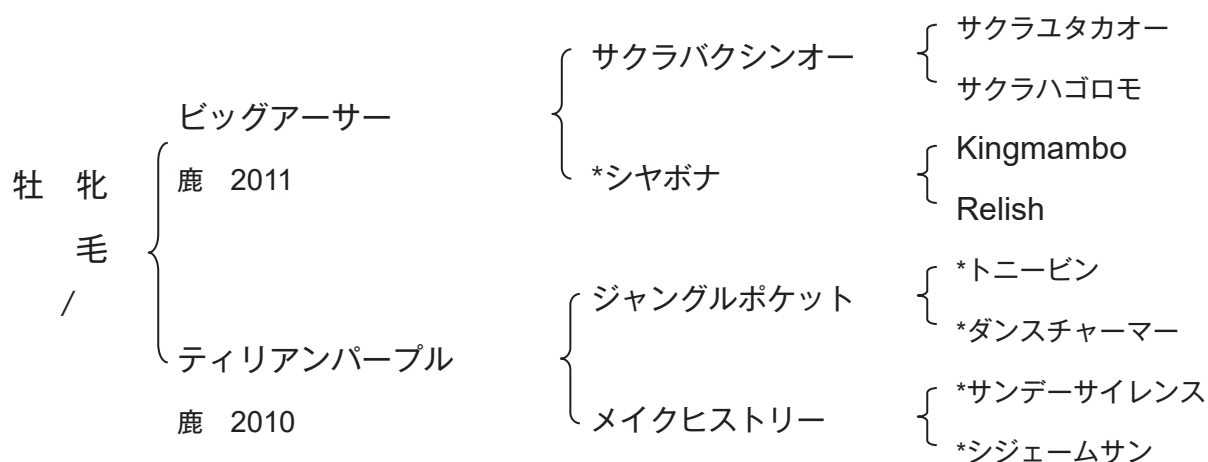 牡 牝
毛
/
ビッグアーサー
鹿 2011
ティリアンパープル
鹿 2010
サクラバクシンオー
*シヤボナ
ジャングルポケット
メイクヒストリー
サクラユタカオー
サクラハゴロモ
Kingmambo
Relish
*トニービン
*ダンスチャーマー
*サンデーサイレンス
*シジェームサン